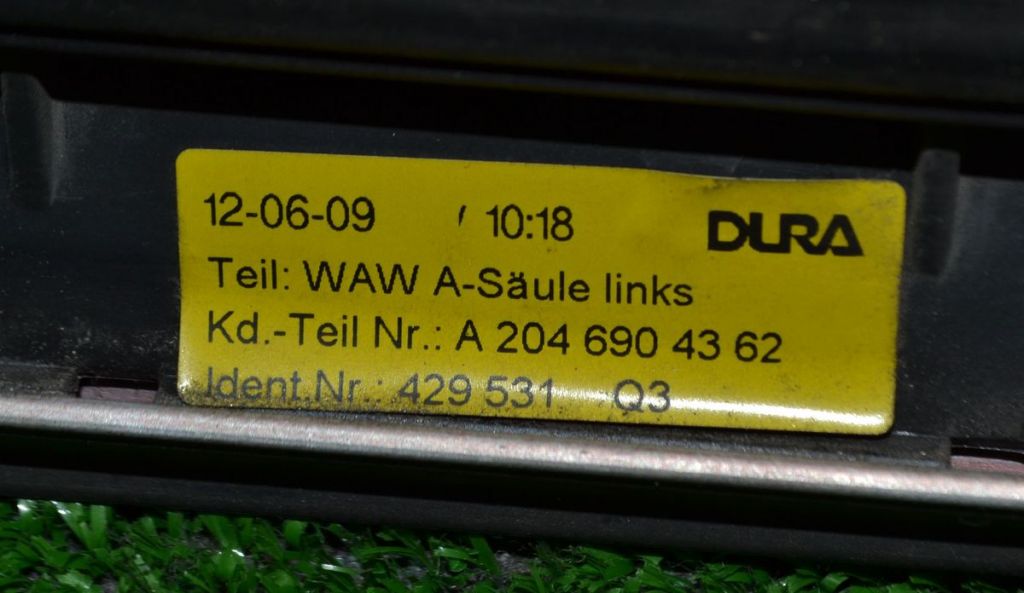 12-06-09 / 10:18 DURA
Teil: WAW A-Säule links
Kd.-Teil Nr.: A 204 690 43 62
Ident.Nr.: 429 531 Q3